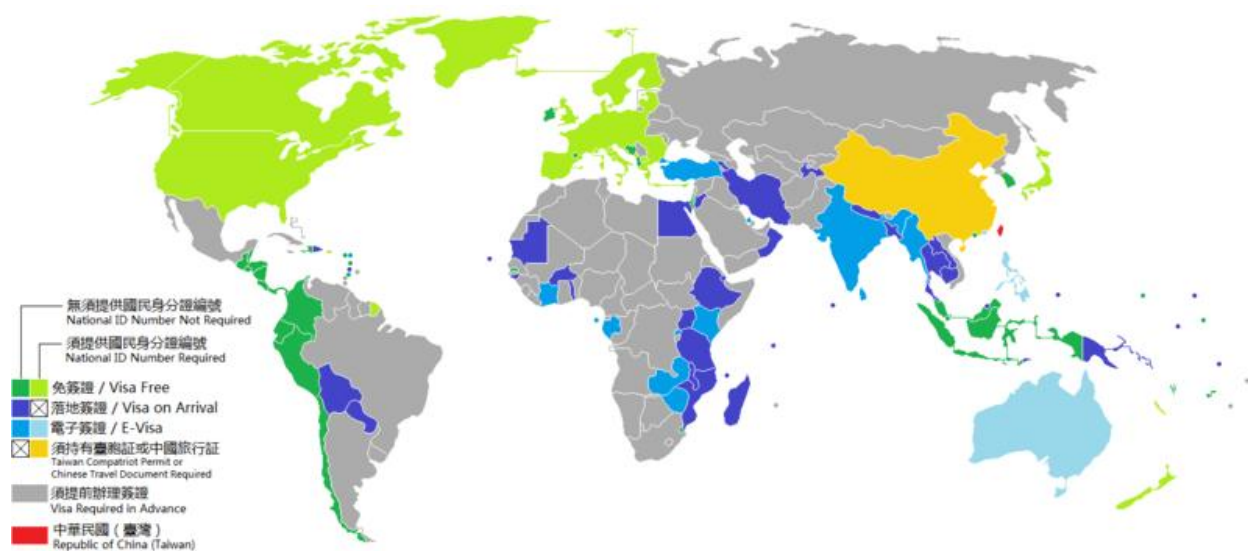 無須提供國民身分證編號
National ID Number Not Required
須提供國民身分證編號
National ID Number Required
免簽證 / Visa Free
落地簽證 / Visa on Arrival
電子簽證 / E-Visa
須持有臺胞証或中國旅行証
Taiwan Compatriot Permit or
Chinese Travel Document Required
須提前辦理簽證
Visa Required in Advance
中華民國（臺灣）
Republic of China (Taiwan)